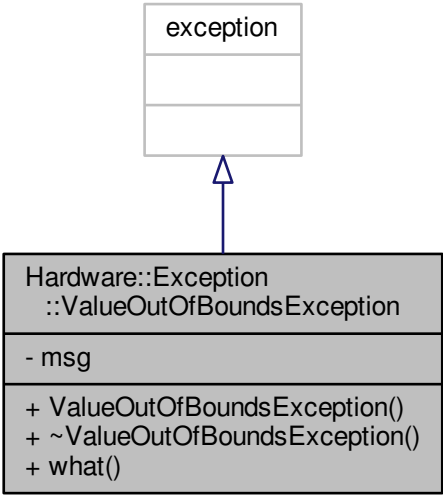 exception
Hardware::Exception
::ValueOutOfBoundsException
- msg
+ ValueOutOfBoundsException()
+ ~ValueOutOfBoundsException()
+ what()